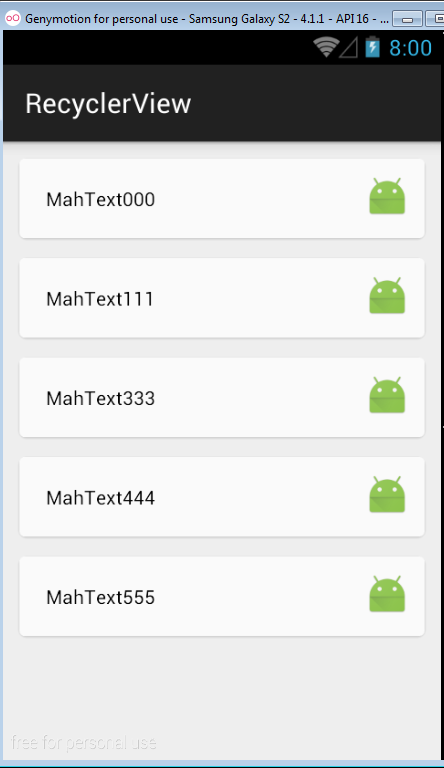 Genymotion for personal use - Samsung Galaxy S2 - 4.1.1 - API 16 - ...
8:00
RecyclerView
MahText000
MahText111
MahText333
MahText444
MahText555
free for personal use